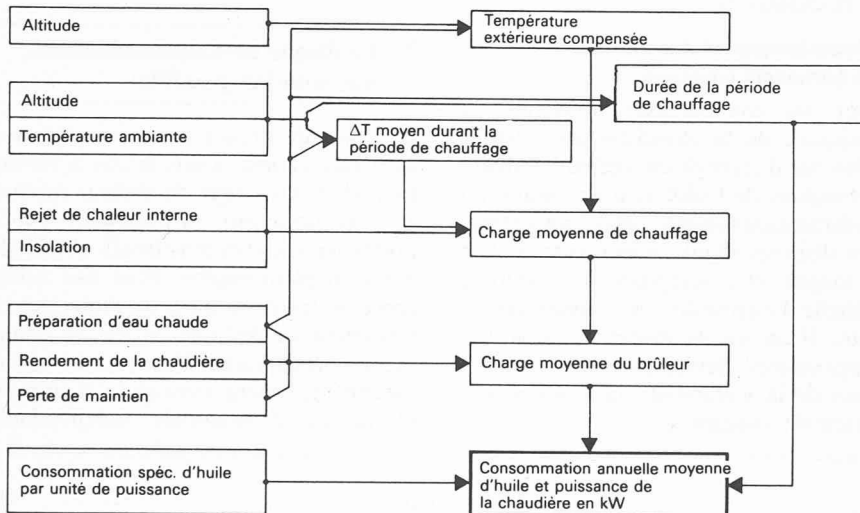 Altitude
Température
extérieure compensée
Durée de la période
de chauffage
Altitude
Température ambiante
ΔT moyen durant la
période de chauffage
Rejet de chaleur interne
Insolation
Charge moyenne de chauffage
Préparation d'eau chaude
Rendement de la chaudière
Perte de maintien
Charge moyenne du brûleur
Consommation spéc. d'huile
par unité de puissance
Consommation annuelle moyenne
d'huile et puissance de
la chaudière en kW